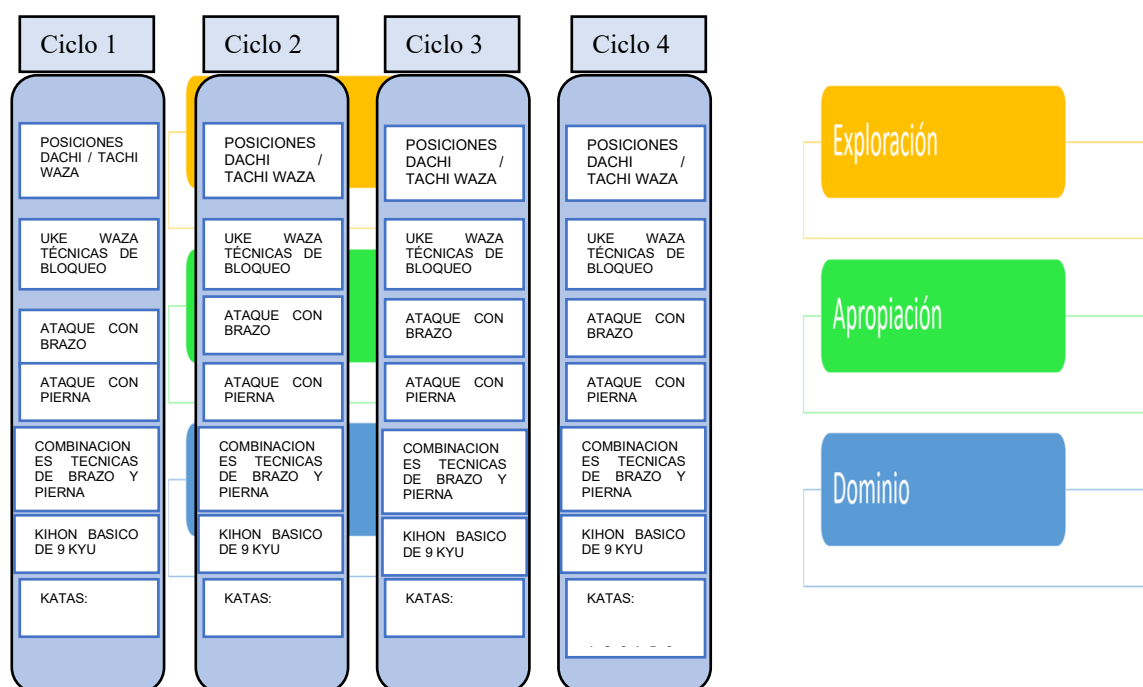 Ciclo 1
POSICIONES
DACHI / TACHI
WAZA
UKE WAZA
TÉCNICAS DE
BLOQUEO
ATAQUE CON
BRAZO
ATAQUE CON
PIERNA
COMBINACION
ES TECNICAS
DE BRAZO Y
PIERNA
KIHON BASICO
DE 9 KYU
KATAS:
Ciclo 2
POSICIONES
DACHI /
TACHI WAZA
UKE WAZA
TÉCNICAS DE
BLOQUEO
ATAQUE CON
BRAZO
ATAQUE CON
PIERNA
COMBINACION
ES TECNICAS
DE BRAZO Y
PIERNA
KIHON BASICO
DE 9 KYU
KATAS:
Ciclo 3
POSICIONES
DACHI /
TACHI WAZA
UKE WAZA
TÉCNICAS DE
BLOQUEO
ATAQUE CON
BRAZO
ATAQUE CON
PIERNA
COMBINACION
ES TECNICAS
DE BRAZO Y
PIERNA
KIHON BASICO
DE 9 KYU
KATAS:
Ciclo 4
POSICIONES
DACHI /
TACHI WAZA
UKE WAZA
TÉCNICAS DE
BLOQUEO
ATAQUE CON
BRAZO
ATAQUE CON
PIERNA
COMBINACION
ES TECNICAS
DE BRAZO Y
PIERNA
KIHON BASICO
DE 9 KYU
KATAS:
Exploración
Apropiación
Dominio